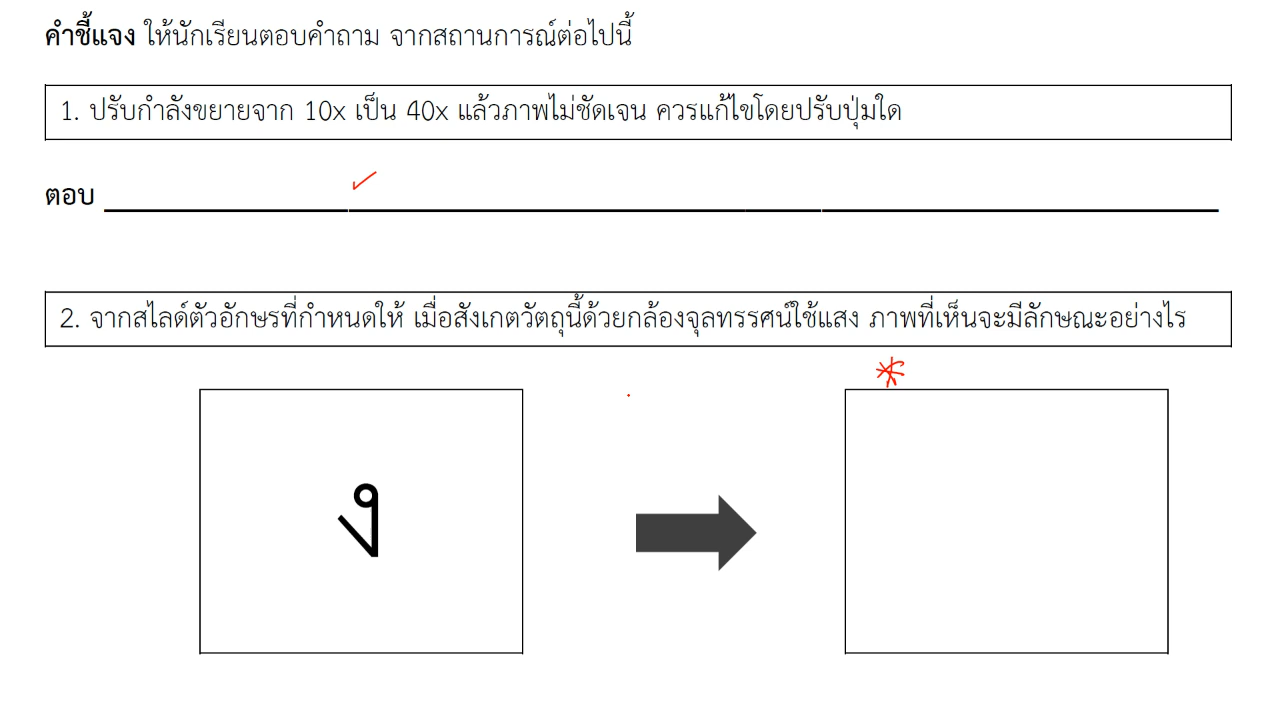 คำชี้แจง ให้นักเรียนตอบคำถาม จากสถานการณ์ต่อไปนี้
1. ปรับกำลังขยายจาก 10x เป็น 40x แล้วภาพไม่ชัดเจน ควรแก้ไขโดยปรับปุ่มใด
ตอบ
2. จากสไลด์ตัวอักษรที่กำหนดให้ เมื่อสังเกตวัตถุนี้ด้วยกล้องจุลทรรศน์ใช้แสง ภาพที่เห็นจะมีลักษณะอย่างไร
ง